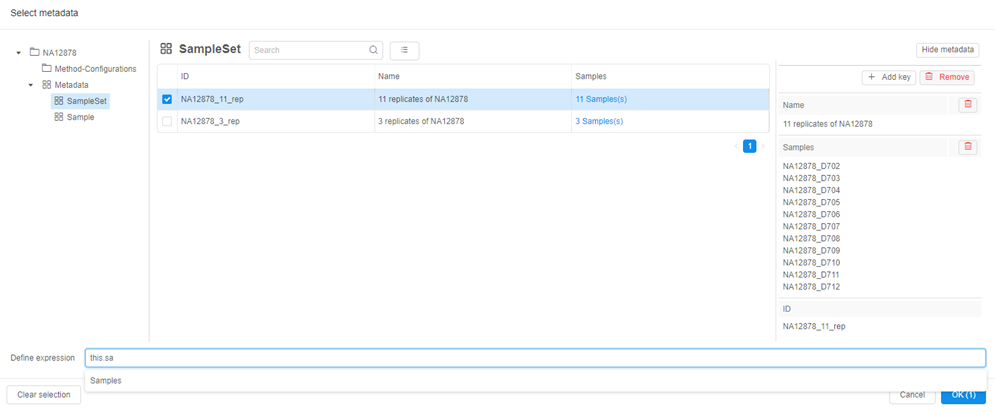 Select metadata
NA12878
Method-Configurations
Metadata
SampleSet
Sample
SampleSet
Search
Hide metadata
ID Name Samples
NA12878_11_rep 11 replicates of NA12878 11 Samples(s)
NA12878_3_rep 3 replicates of NA12878 3 Samples(s)
1
+ Add key Remove
Name
11 replicates of NA12878
Samples
NA12878_D702
NA12878_D703
NA12878_D704
NA12878_D705
NA12878_D706
NA12878_D707
NA12878_D708
NA12878_D709
NA12878_D710
NA12878_D711
NA12878_D712
ID
NA12878_11_rep
Define expression this.sa
Samples
Clear selection Cancel OK (1)